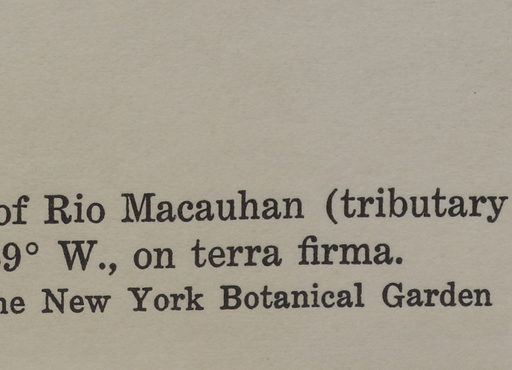 of Rio Macauhan (tributary
9° W., on terra firma.
New York Botanical Garden